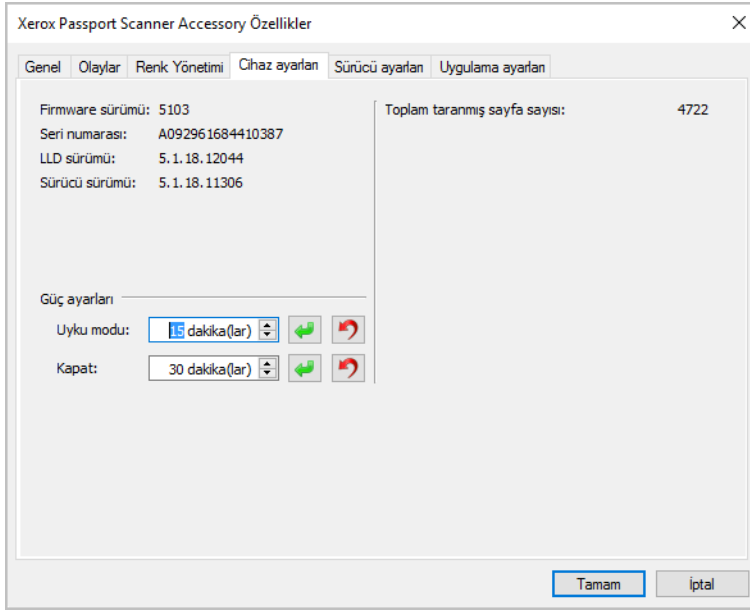 Xerox Passport Scanner Accessory Özellikler
Genel Olaylar Renk Yönetimi Cihaz ayarları Sürücü ayarları Uygulama ayarları
Firmware sürümü: 5103
Seri numarası: A092961684410387
LLD sürümü: 5.1.18.12044
Sürücü sürümü: 5.1.18.11306
Toplam taranmış sayfa sayısı: 4722
Güç ayarları
Uyku modu: 15 dakika(lar)
Kapat: 30 dakika(lar)
Tamam İptal